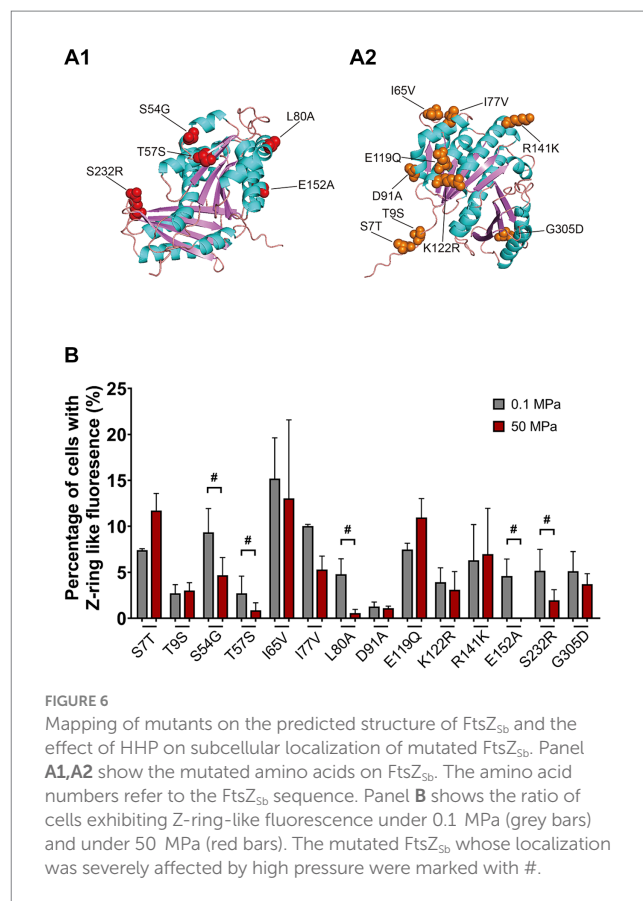 A1
A2
S54G
L80A
T57S
S232R
E152A
I65V
I77V
R141K
E119Q
D91A
T9S
S7T
K122R
G305D
B
Percentage of cells with
Z-ring like fluoresence (%)
25
20
15
10
5
0
0.1 MPa
50 MPa
#
#
#
#
#
S7T
T9S
S54G
T57S
I65V
I77V
L80A
D91A
E119Q
K122R
R141K
E152A
S232R
G305D
FIGURE 6
Mapping of mutants on the predicted structure of FtsZSb and the
effect of HHP on subcellular localization of mutated FtsZSb. Panel
A1,A2 show the mutated amino acids on FtsZSb. The amino acid
numbers refer to the FtsZSb sequence. Panel B shows the ratio of
cells exhibiting Z-ring-like fluorescence under 0.1 MPa (grey bars)
and under 50 MPa (red bars). The mutated FtsZSb whose localization
was severely affected by high pressure were marked with #.